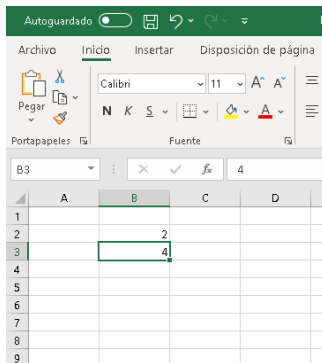 Autoguardado
Archivo Inicio Insertar Disposición de página
Pegar
Calibri 11 A A
N K S A
Portapapeles Fuente
B3 fx 4
A B C D
1
2 2
3 4
4
5
6
7
8
9